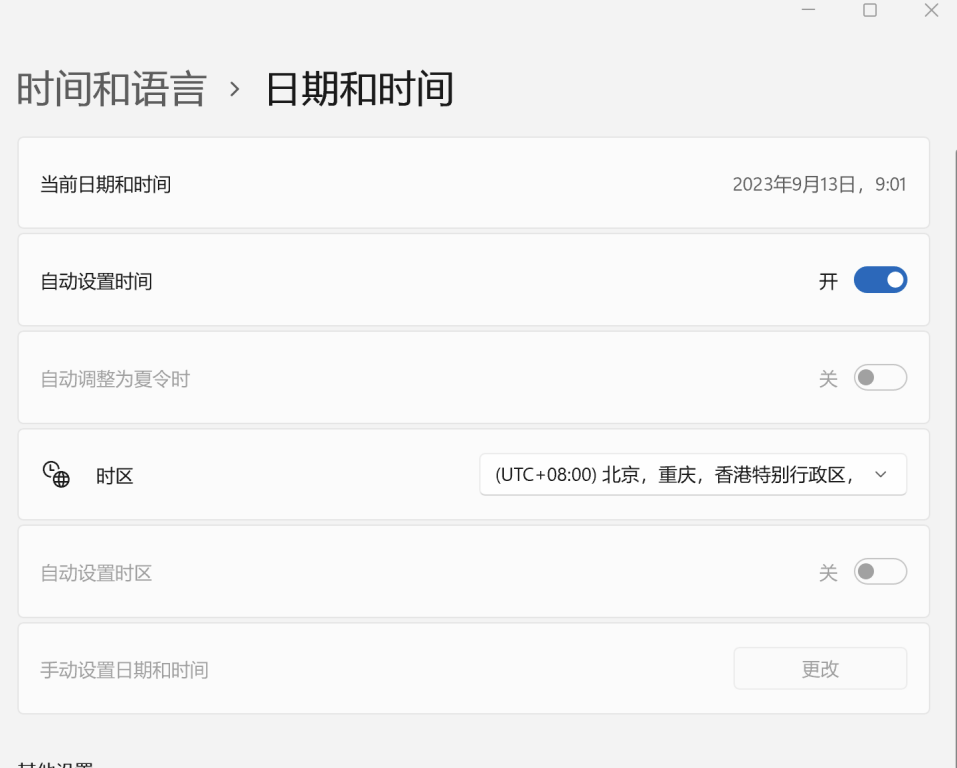 时间和语言 › 日期和时间
当前日期和时间 2023年9月13日，9:01
自动设置时间 开
自动调整为夏令时 关
时区 (UTC+08:00) 北京，重庆，香港特别行政区，
自动设置时区 关
手动设置日期和时间 更改
其他设置